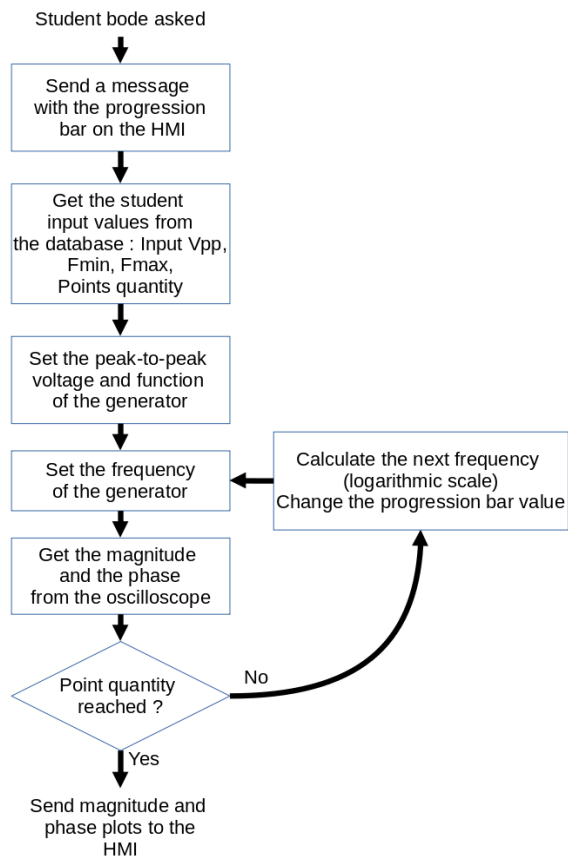 Student bode asked
Send a message
with the progression
bar on the HMI
Get the student
input values from
the database : Input Vpp,
Fmin, Fmax,
Points quantity
Set the peak-to-peak
voltage and function
of the generator
Set the frequency
of the generator
Calculate the next frequency
(logarithmic scale)
Change the progression bar value
Get the magnitude
and the phase
from the oscilloscope
Point quantity
reached ?
No
Yes
Send magnitude and
phase plots to the
HMI